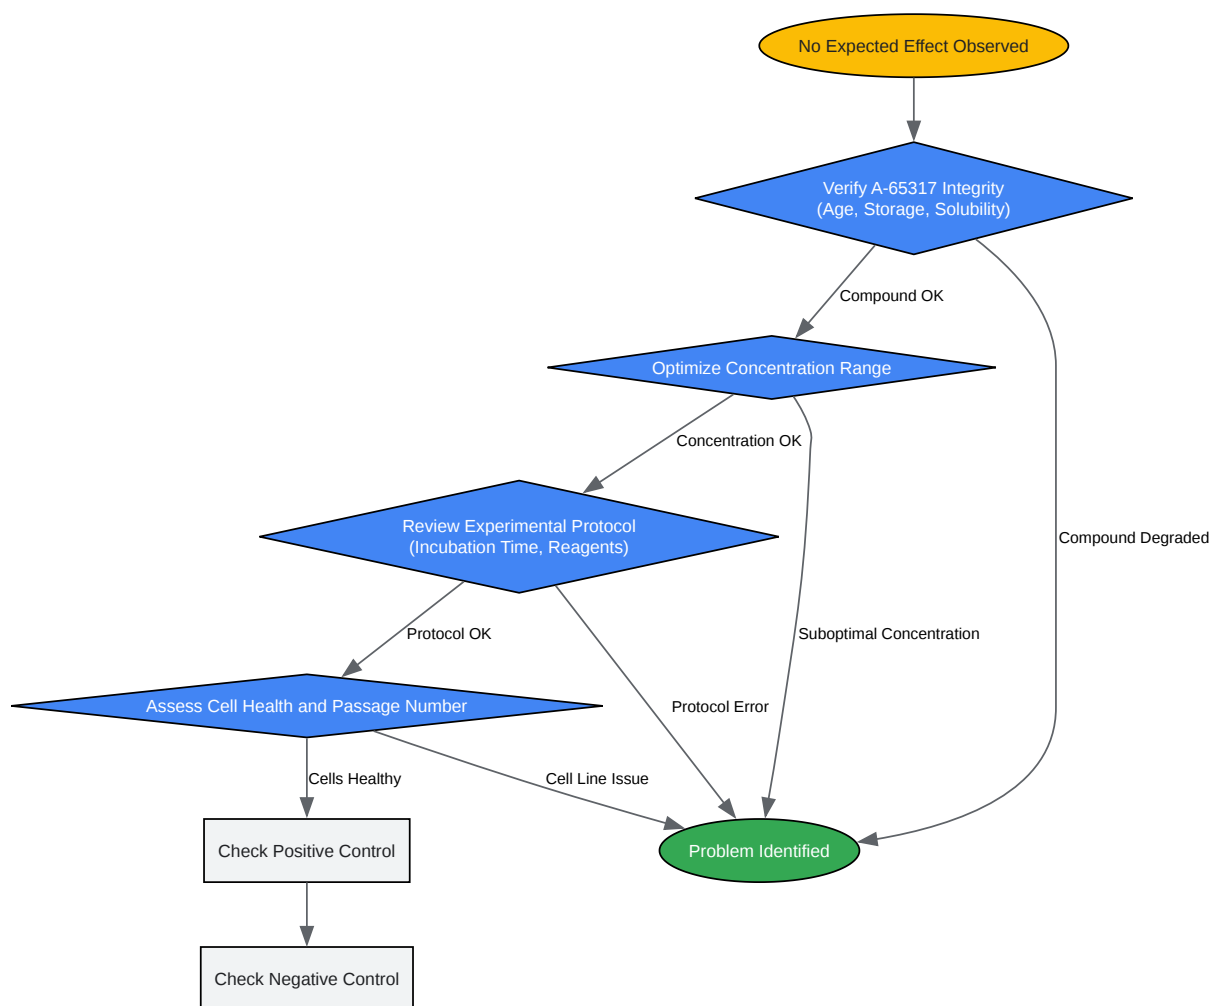 No Expected Effect Observed
Verify A-65317 Integrity
(Age, Storage, Solubility)
Compound OK
Optimize Concentration Range
Concentration OK
Review Experimental Protocol
(Incubation Time, Reagents)
Compound Degraded
Protocol OK
Suboptimal Concentration
Assess Cell Health and Passage Number
Protocol Error
Cells Healthy
Cell Line Issue
Check Positive Control
Problem Identified
Check Negative Control